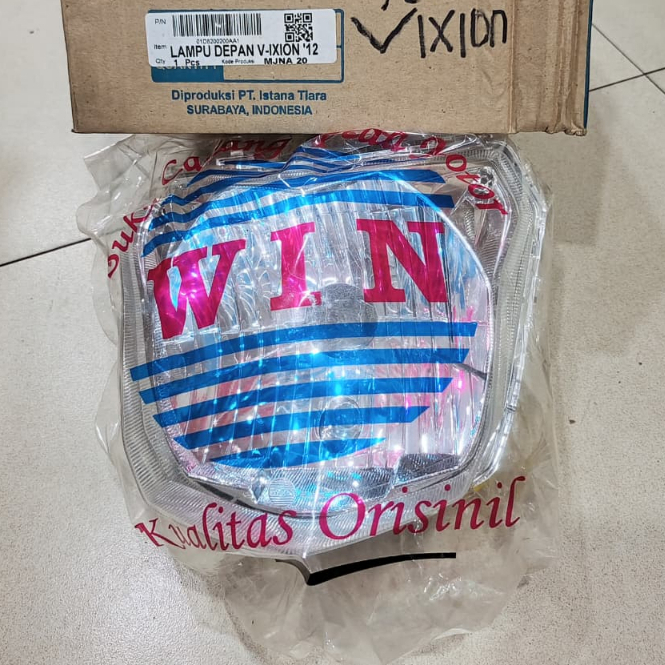 P/N
01D8200200AA1
Item LAMPU DEPAN V-IXION '12
Qty 1 Pcs Kode Produksi MJNA 20
VIXION
Diproduksi PT. Istana Tiara
SURABAYA, INDONESIA
WIN
Kualitas Orisinil